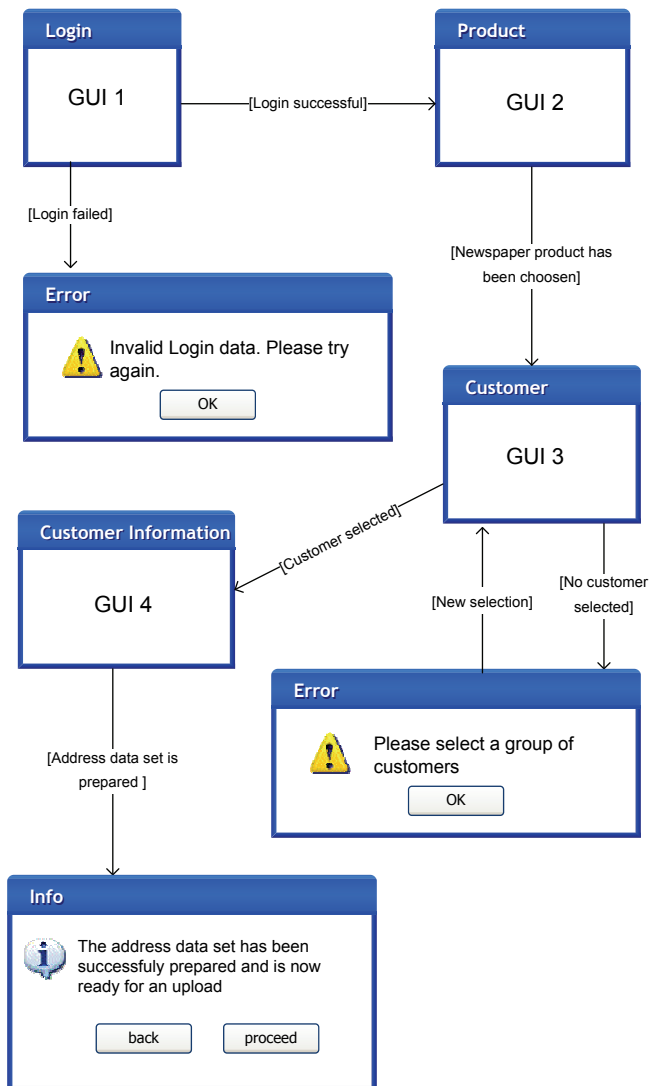 Login
GUI 1
[Login successful]
Product
GUI 2
[Login failed]
[Newspaper product has
been choosen]
Error
Invalid Login data. Please try
again.
OK
Customer
GUI 3
[Customer selected]
Customer Information
GUI 4
[New selection]
[No customer
selected]
Error
Please select a group of
customers
OK
[Address data set is
prepared ]
Info
The address data set has been
successfuly prepared and is now
ready for an upload
back
proceed